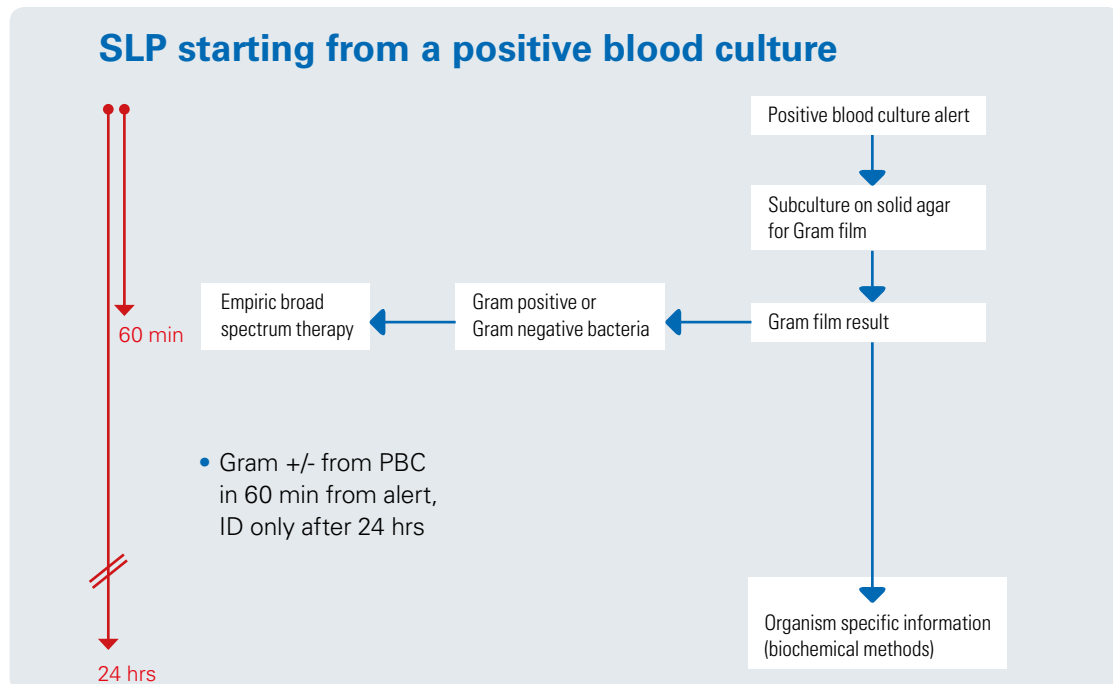 SLP starting from a positive blood culture
Positive blood culture alert
Subculture on solid agar
for Gram film
Empiric broad
spectrum therapy
Gram positive or
Gram negative bacteria
Gram film result
60 min
• Gram +/- from PBC
in 60 min from alert,
ID only after 24 hrs
Organism specific information
(biochemical methods)
24 hrs